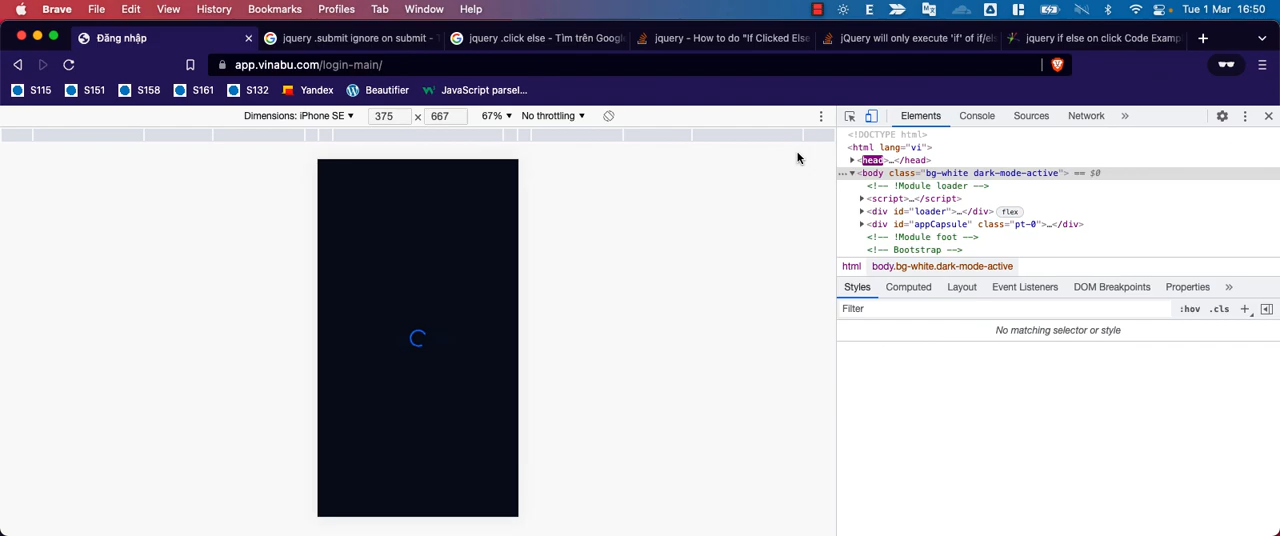 Brave File Edit View History Bookmarks Profiles Tab Window Help Tue 1 Mar 16:50
Đăng nhập jquery .submit ignore on submit - T jquery .click else - Tìm trên Google jquery - How to do "If Clicked Else jQuery will only execute 'if' of if/els jquery if else on click Code Examp
app.vinabu.com/login-main/
S115 S151 S158 S161 S132 Yandex Beautifier JavaScript parsel...
Dimensions: iPhone SE 375 × 667 67% No throttling
Elements Console Sources Network
<!DOCTYPE html>
<html lang="vi">
<head>…</head>
<body class="bg-white dark-mode-active"> == $0
<!-- !Module loader -->
<script>…</script>
<div id="loader">…</div> flex
<div id="appCapsule" class="pt-0">…</div>
<!-- !Module foot -->
<!-- Bootstrap -->
html body.bg-white.dark-mode-active
Styles Computed Layout Event Listeners DOM Breakpoints Properties
Filter :hov .cls
No matching selector or style